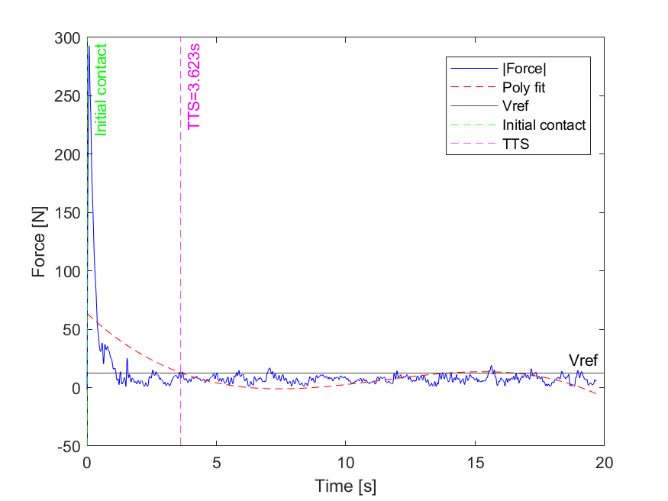 300
250
200
150
100
50
0
-50
0
5
10
15
20
Force [N]
Time [s]
Initial contact
TTS=3.623s
|Force|
Poly fit
Vref
Initial contact
TTS
Vref